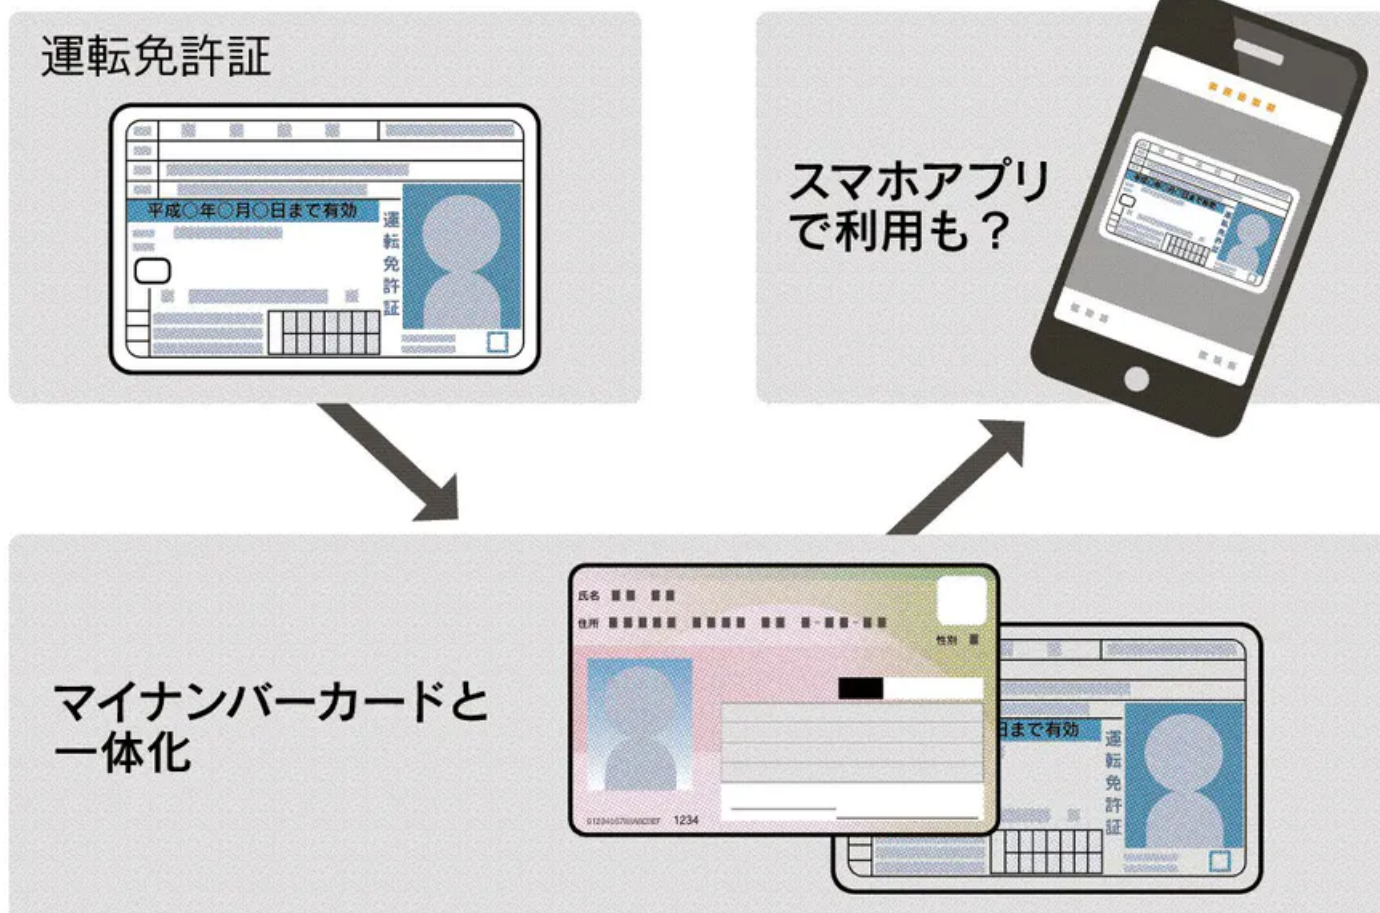 運転免許証
平成○年○月○日まで有効
運転免許証
スマホアプリ
で利用も？
マイナンバーカードと
一体化
氏名
住所
性別
1234
日まで有効
運転免許証